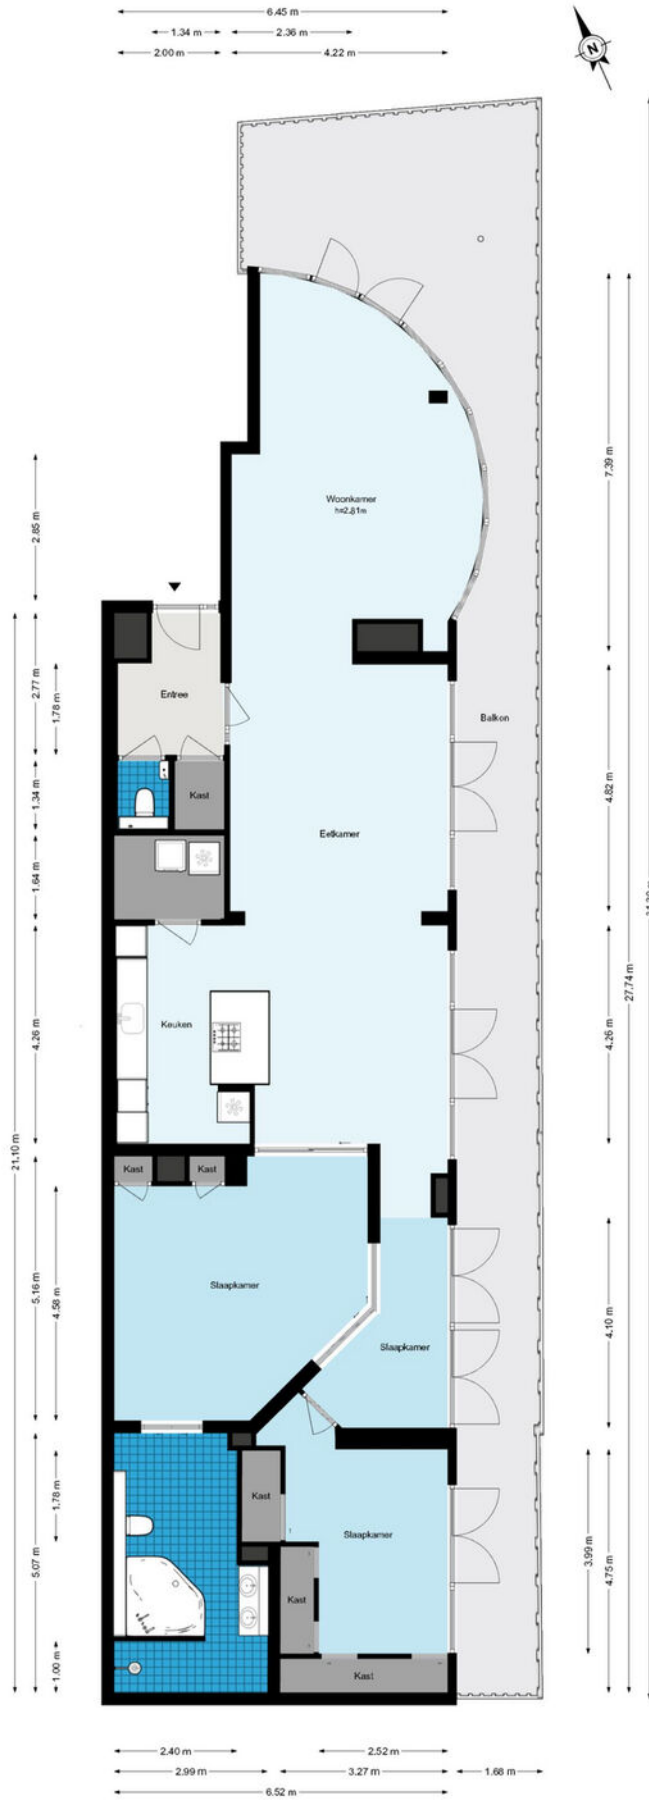 6.45 m
1.34 m
2.36 m
2.00 m
4.22 m
N
7.39 m
Woonkamer
h=2.81m
2.85 m
2.77 m
1.78 m
Entree
Balkon
1.34 m
Kast
4.82 m
Eetkamer
1.64 m
27.74 m
4.26 m
Keuken
4.26 m
21.10 m
Kast
Kast
5.16 m
4.58 m
Slaapkamer
4.10 m
Slaapkamer
5.07 m
1.78 m
Kast
Slaapkamer
3.99 m
4.75 m
Kast
1.00 m
Kast
2.40 m
2.52 m
2.99 m
3.27 m
1.68 m
6.52 m